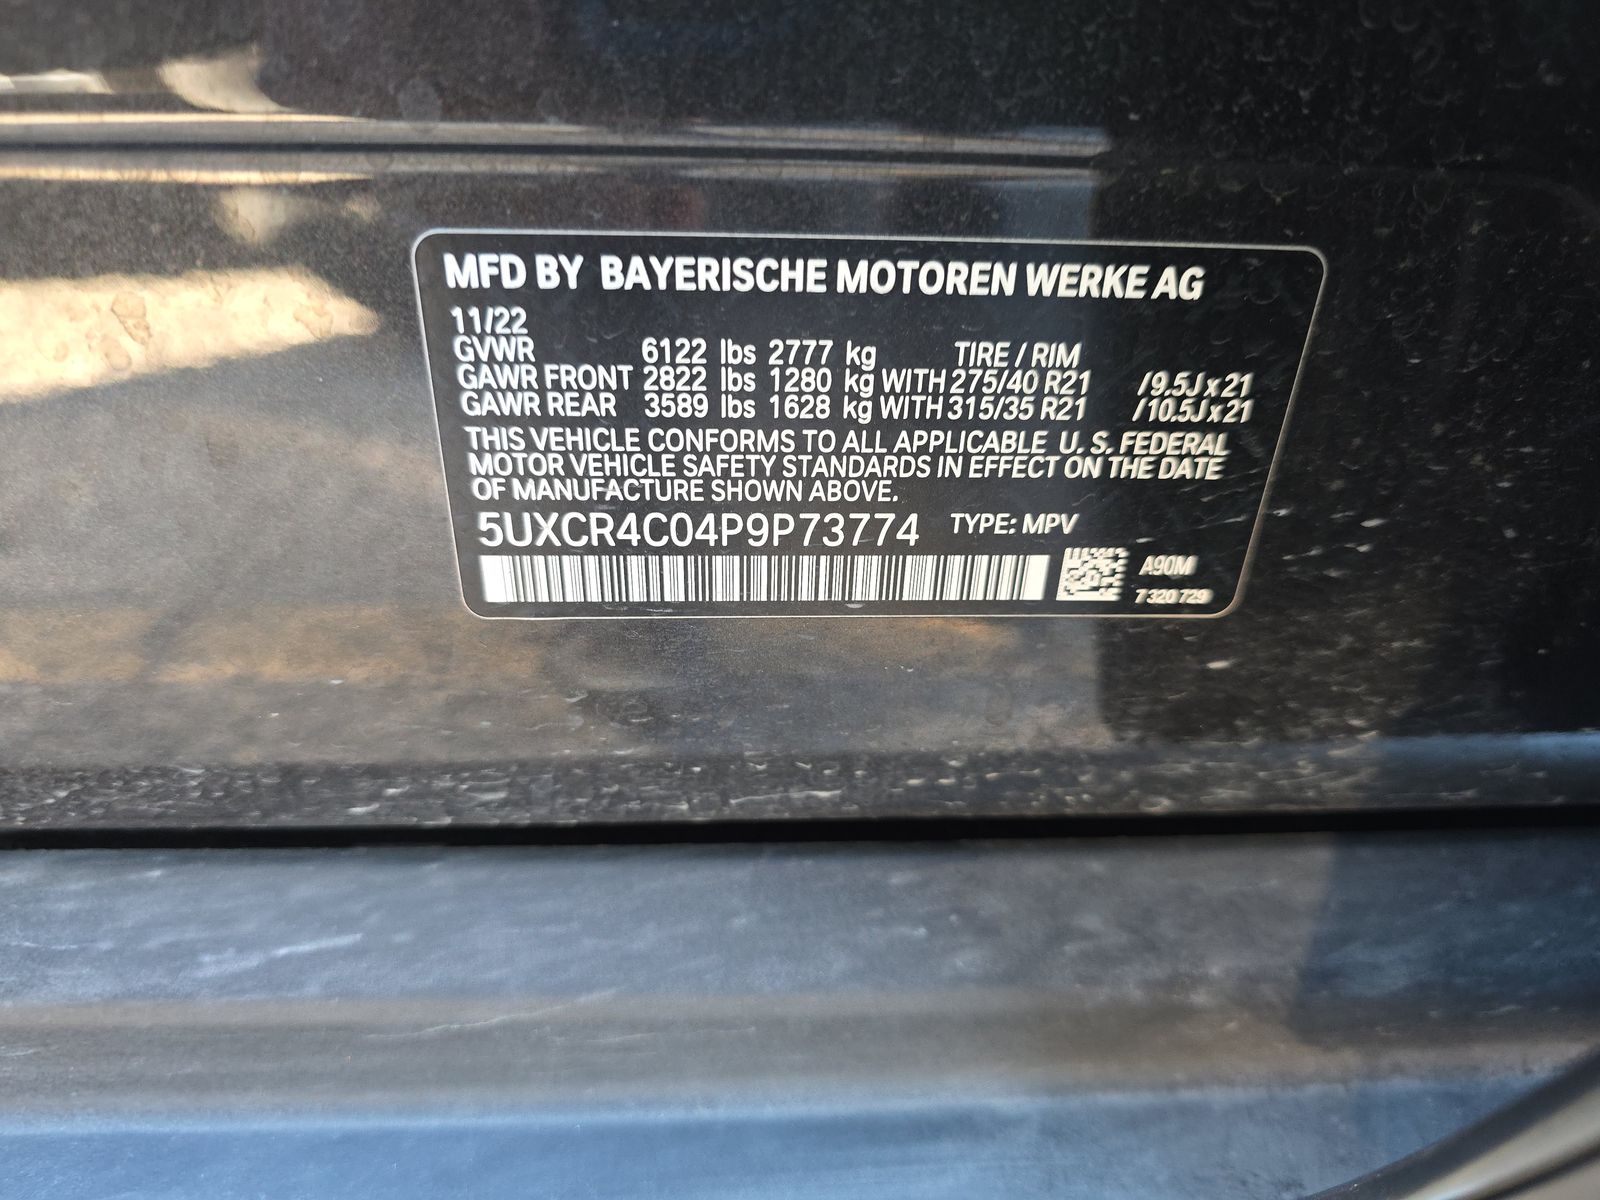 MFD BY BAYERISCHE MOTOREN WERKE AG
11/22
GVWR 6122 lbs 2777 kg TIRE / RIM
GAWR FRONT 2822 lbs 1280 kg WITH 275/40 R21 /9.5J x 21
GAWR REAR 3589 lbs 1628 kg WITH 315/35 R21 /10.5J x 21
THIS VEHICLE CONFORMS TO ALL APPLICABLE U. S. FEDERAL
MOTOR VEHICLE SAFETY STANDARDS IN EFFECT ON THE DATE
OF MANUFACTURE SHOWN ABOVE.
5UXCR4C04P9P73774 TYPE: MPV
A90M
7 320 729